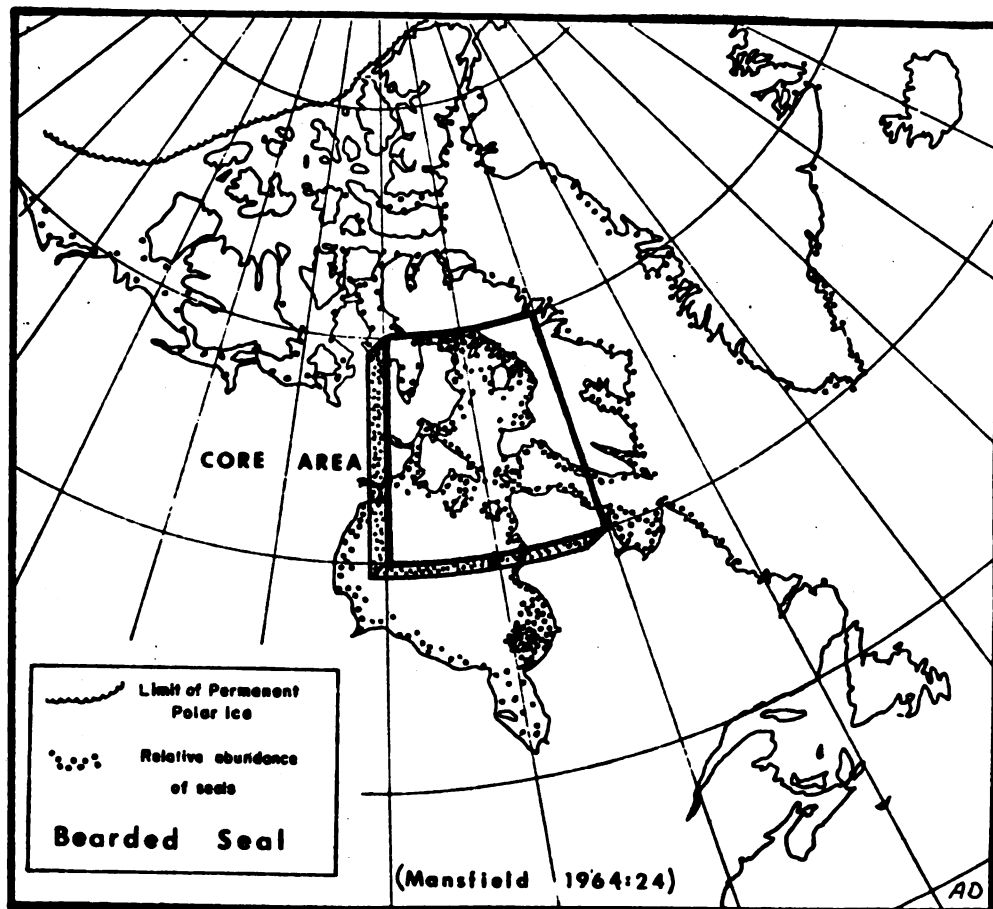 CORE AREA
Limit of Permanent
Polar Ice
Relative abundance
of seals
Bearded Seal
(Mansfield 1964:24)
AD